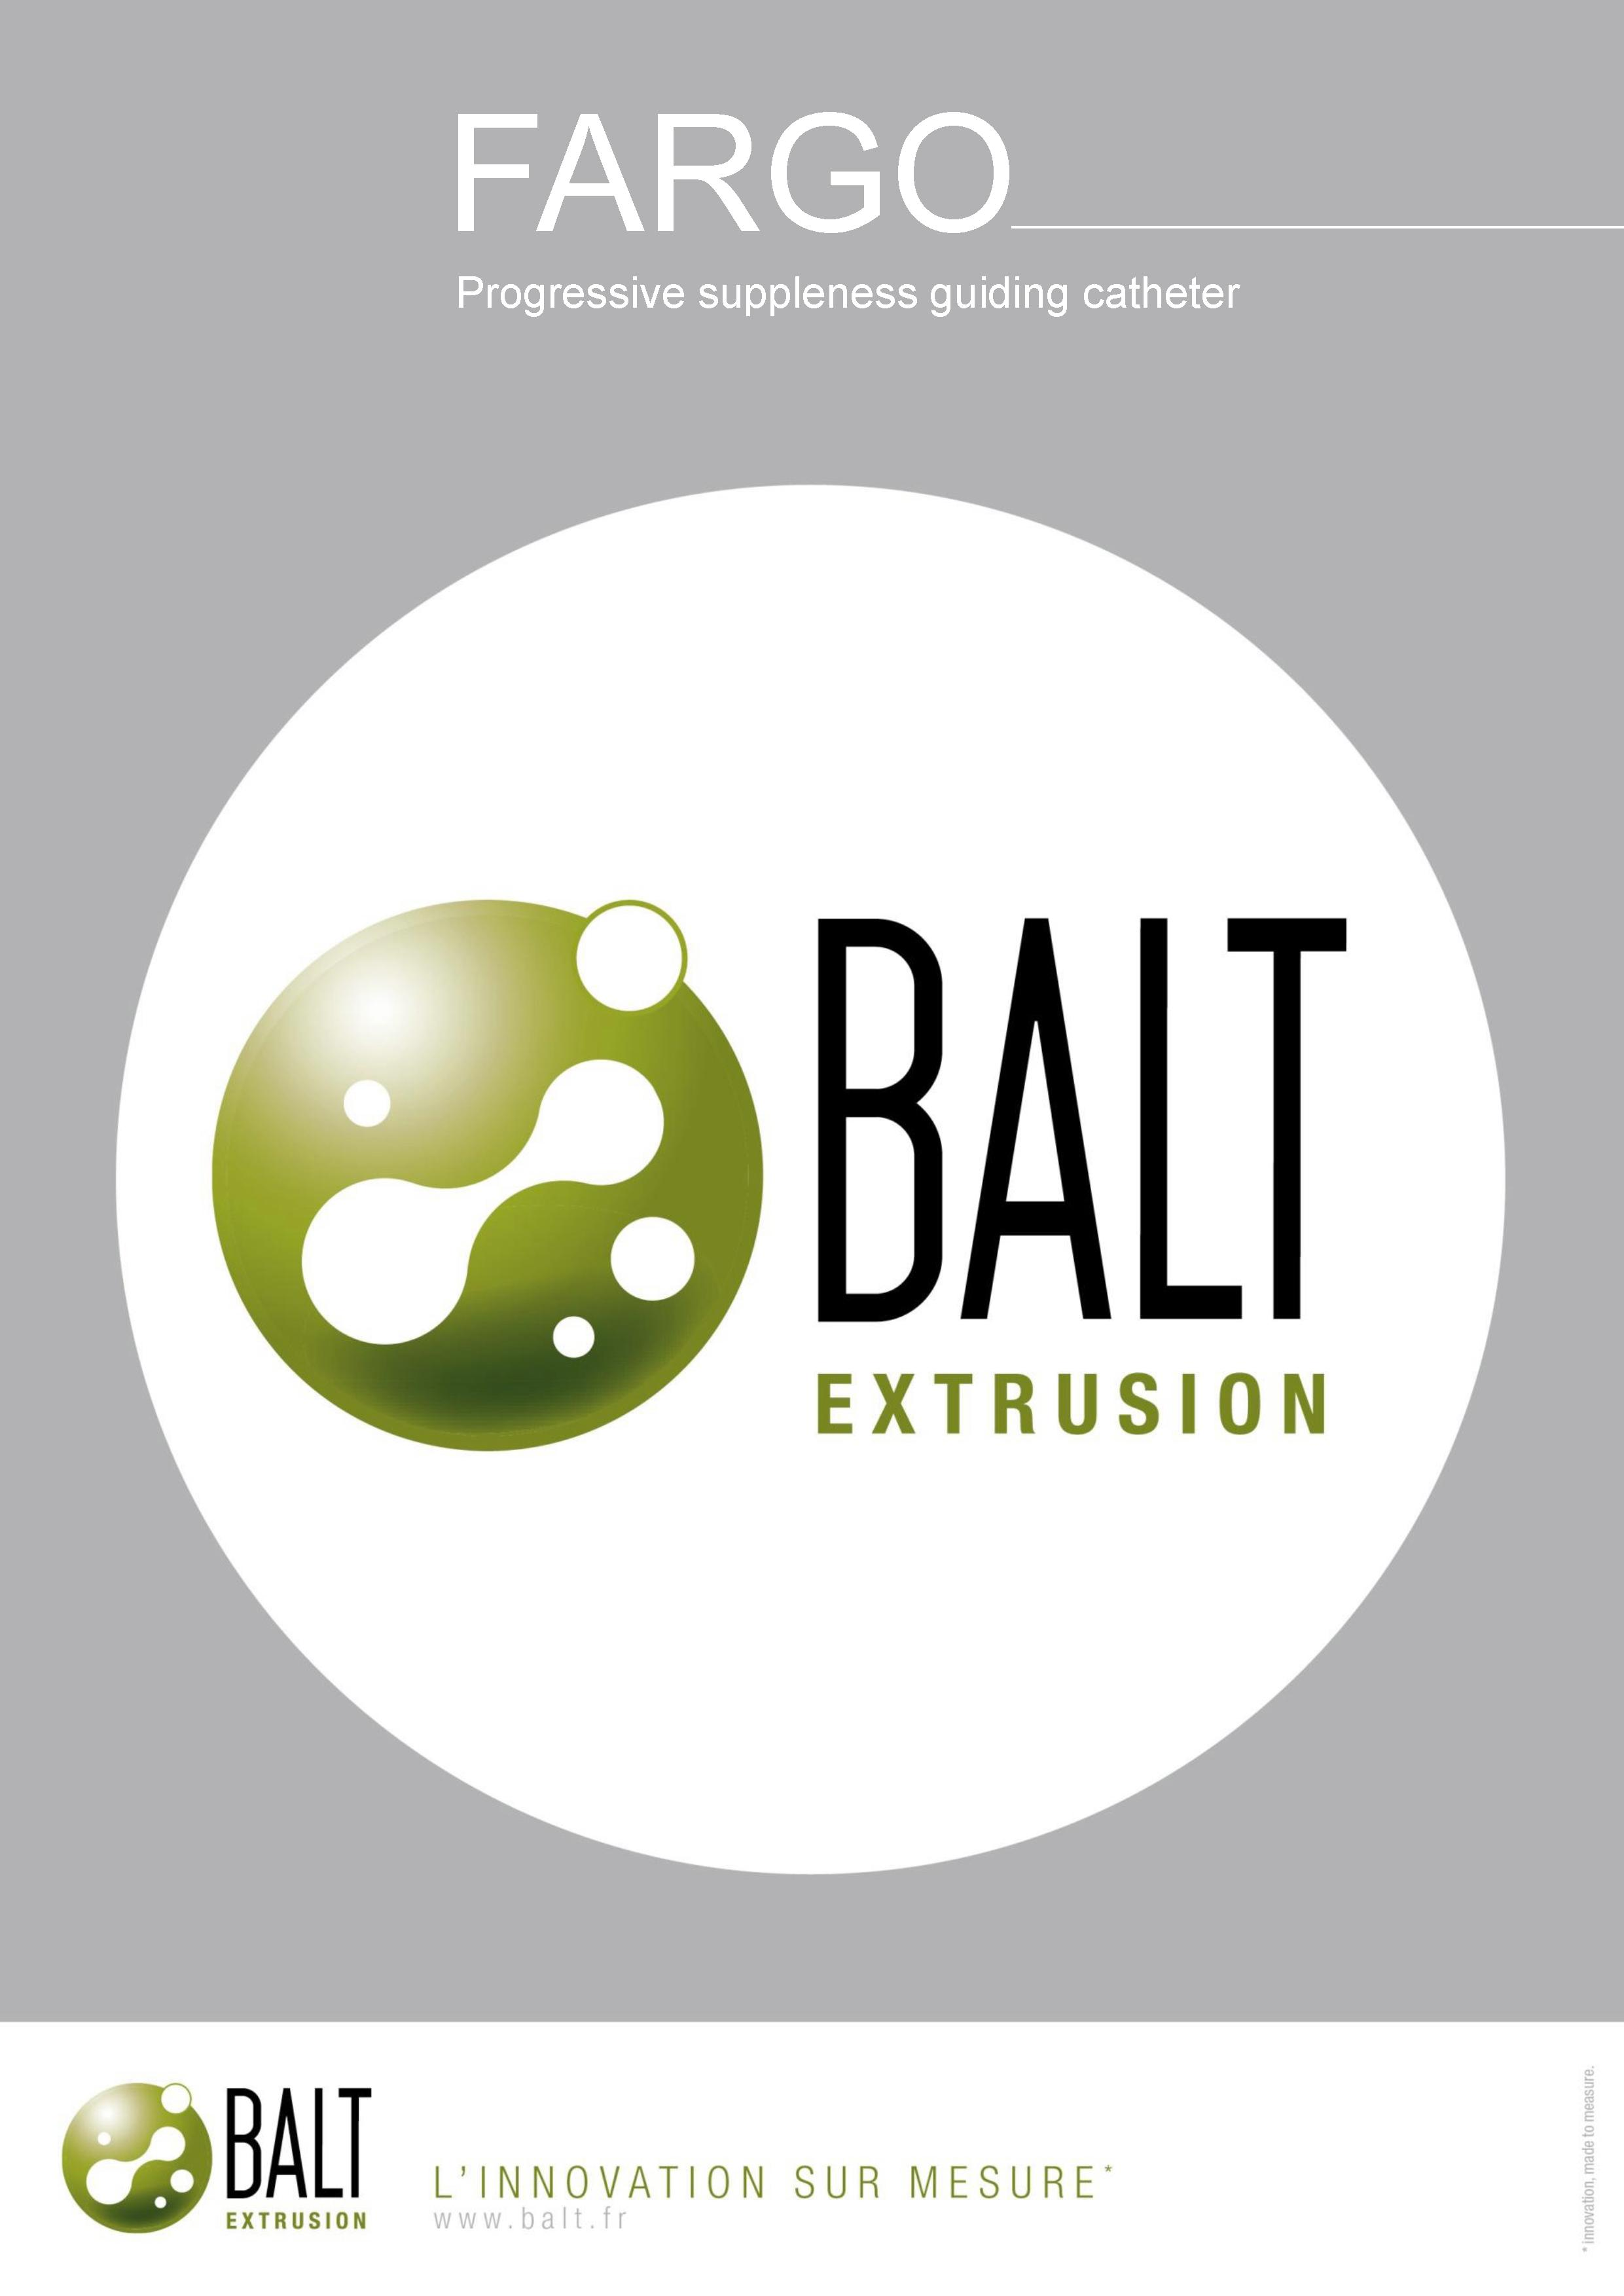 FARGO
Progressive suppleness guiding catheter
BALT
EXTRUSION
BALT
EXTRUSION
L'INNOVATION SUR MESURE*
www.balt.fr
* innovation, made to measure.